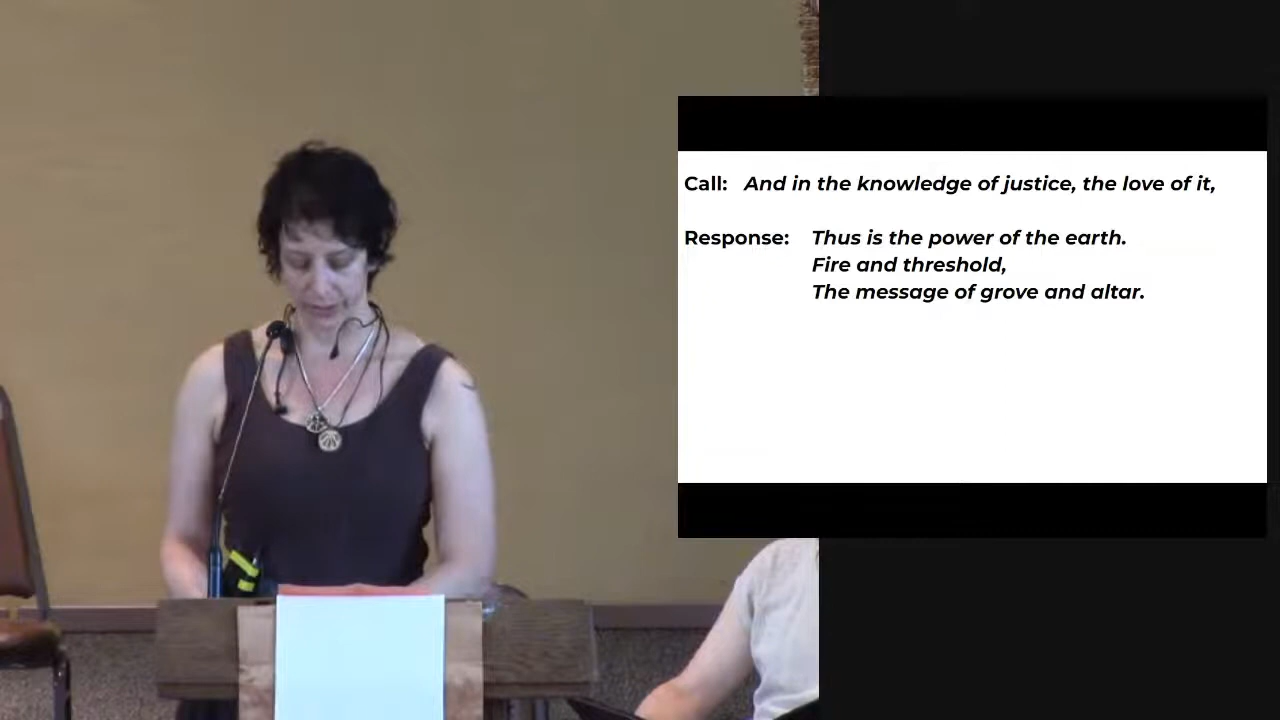 Call: And in the knowledge of justice, the love of it,
Response: Thus is the power of the earth.
Fire and threshold,
The message of grove and altar.